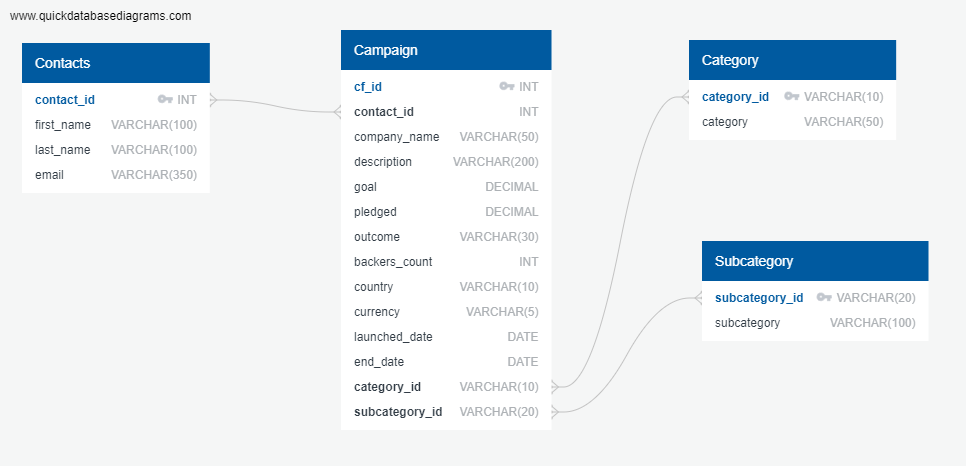 www.quickdatabasediagrams.com
Contacts
contact_id INT
first_name VARCHAR(100)
last_name VARCHAR(100)
email VARCHAR(350)
Campaign
cf_id INT
contact_id INT
company_name VARCHAR(50)
description VARCHAR(200)
goal DECIMAL
pledged DECIMAL
outcome VARCHAR(30)
backers_count INT
country VARCHAR(10)
currency VARCHAR(5)
launched_date DATE
end_date DATE
category_id VARCHAR(10)
subcategory_id VARCHAR(20)
Category
category_id VARCHAR(10)
category VARCHAR(50)
Subcategory
subcategory_id VARCHAR(20)
subcategory VARCHAR(100)